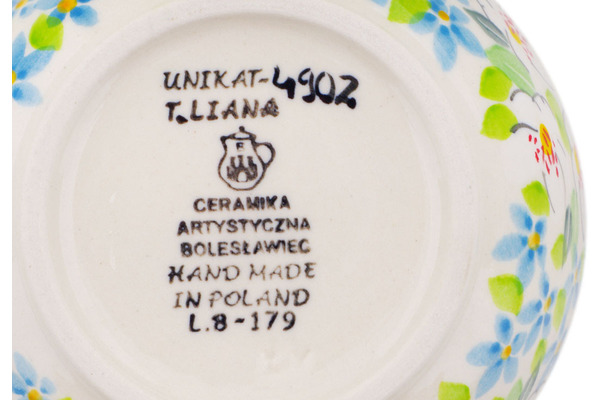 UNIKAT-4902
T.LIANA
CERAMIKA
ARTYSTYCZNA
BOLESŁAWIEC
HAND MADE
IN POLAND
L.8-179